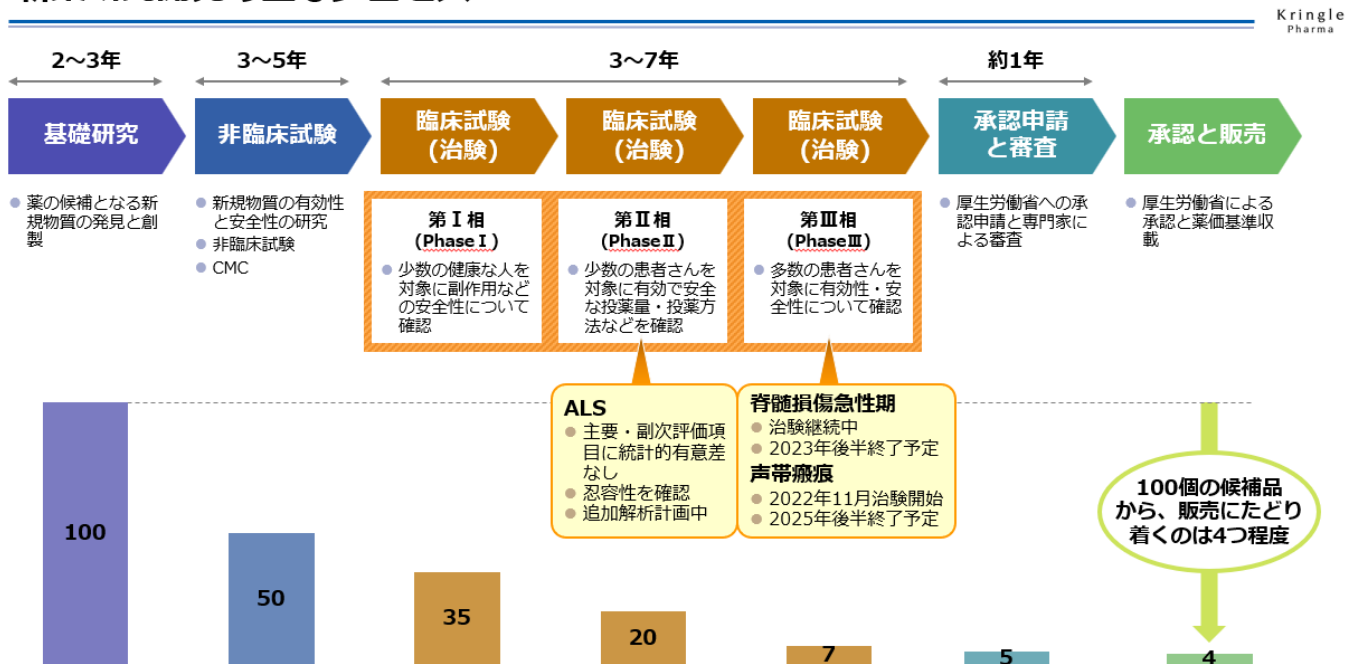 Kringle
Pharma
2～3年
3～5年
3～7年
約1年
基礎研究
非臨床試験
臨床試験
(治験)
臨床試験
(治験)
臨床試験
(治験)
承認申請
と審査
承認と販売
薬の候補となる新
規物質の発見と創
製
新規物質の有効性
と安全性の研究
非臨床試験
CMC
第Ⅰ相
(PhaseⅠ)
少数の健康な人を
対象に副作用など
の安全性について
確認
第Ⅱ相
(PhaseⅡ)
少数の患者さんを
対象に有効で安全
な投薬量・投薬方
法などを確認
第Ⅲ相
(PhaseⅢ)
多数の患者さんを
対象に有効性・安
全性について確認
厚生労働省への承
認申請と専門家に
よる審査
厚生労働省による
承認と薬価基準収
載
ALS
主要・副次評価項
目に統計的有意差
なし
忍容性を確認
追加解析計画中
脊髄損傷急性期
治験継続中
2023年後半終了予定
声帯瘢痕
2022年11月治験開始
2025年後半終了予定
100個の候補品
から、販売にたどり
着くのは4つ程度
100
50
35
20
7
5
4